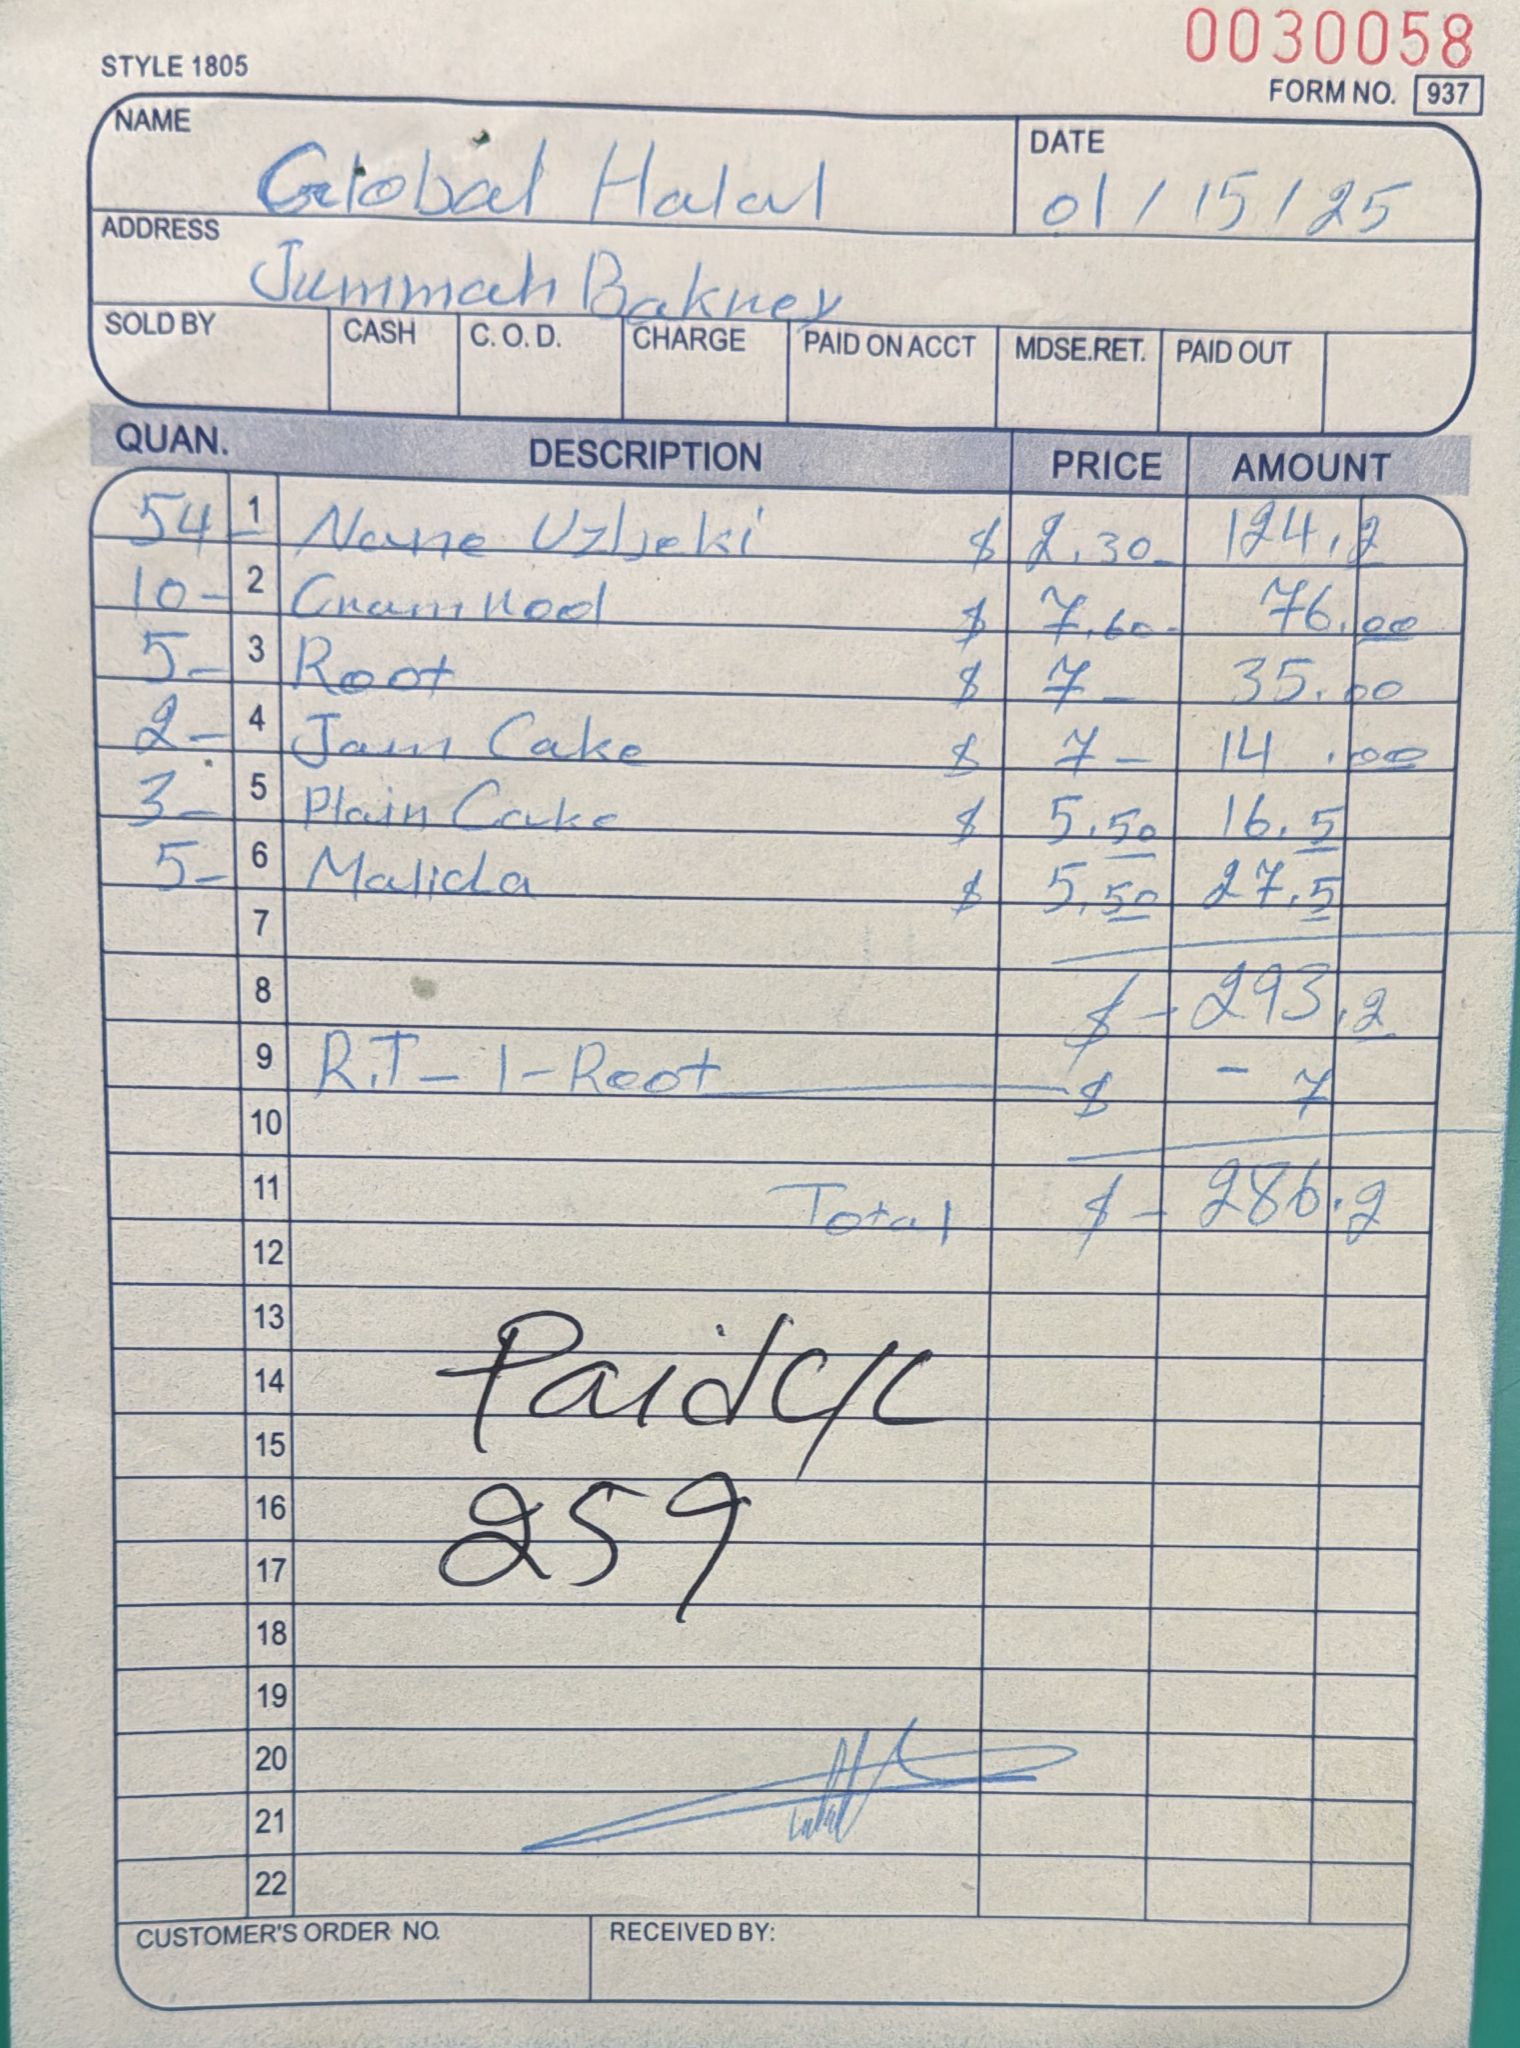 0030058
STYLE 1805
FORM NO. 937
NAME Global Halal
DATE 01/15/25
ADDRESS Jummah Bakney
SOLD BY CASH C. O. D. CHARGE PAID ON ACCT MDSE.RET. PAID OUT
QUAN. DESCRIPTION PRICE AMOUNT
54- 1 Nane Uzbeki $ 2.30- 124.2
10- 2 $ 7.60- 76.00
5- 3 Root $ 7- 35.00
2- 4 Jam Cake $ 7- 14.00
3- 5 Plain Cake $ 5.50 16.5
5- 6 Malida $ 5.50 27.5
7
8 $- 293.2
9 R.T- 1-Root $ - 7
10
11 Total $- 286.2
12
13
14 Paid C/C
15
16 259
17
18
19
20
21
22
CUSTOMER'S ORDER NO. RECEIVED BY: